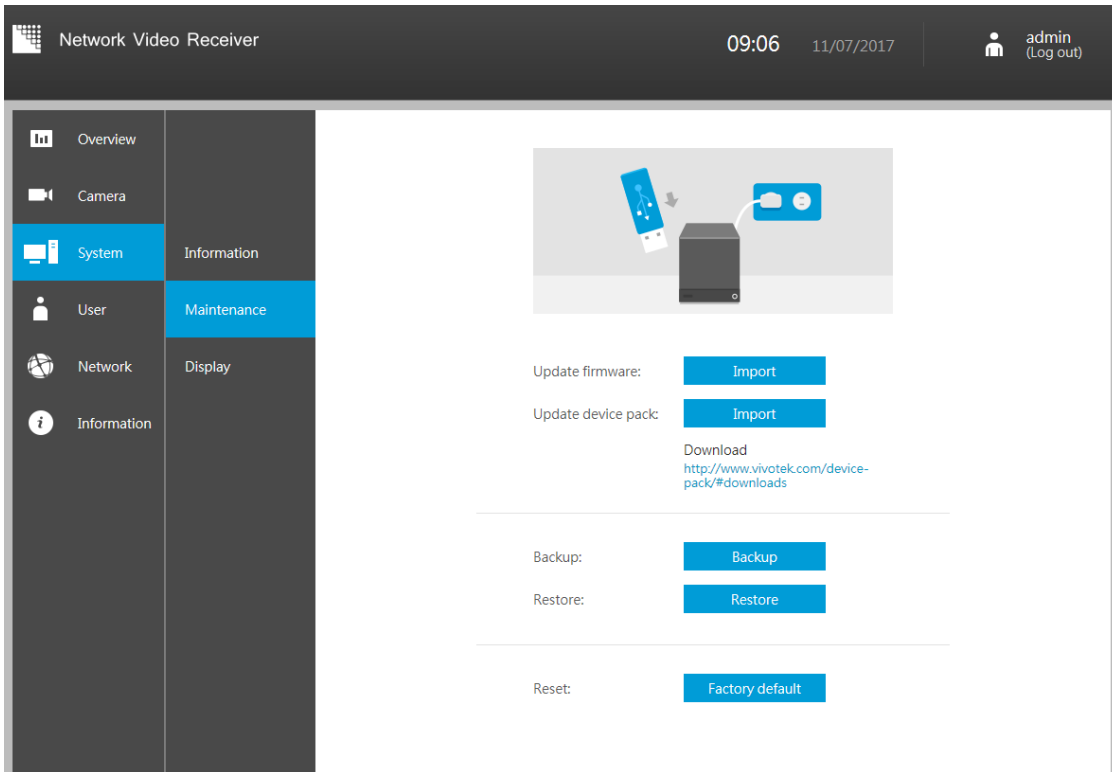 Network Video Receiver
09:06 11/07/2017
admin
(Log out)
Overview
Camera
System
User
Network
Information
Information
Maintenance
Display
Update firmware: Import
Update device pack: Import
Download
http://www.vivotek.com/device-
pack/#downloads
Backup: Backup
Restore: Restore
Reset: Factory default